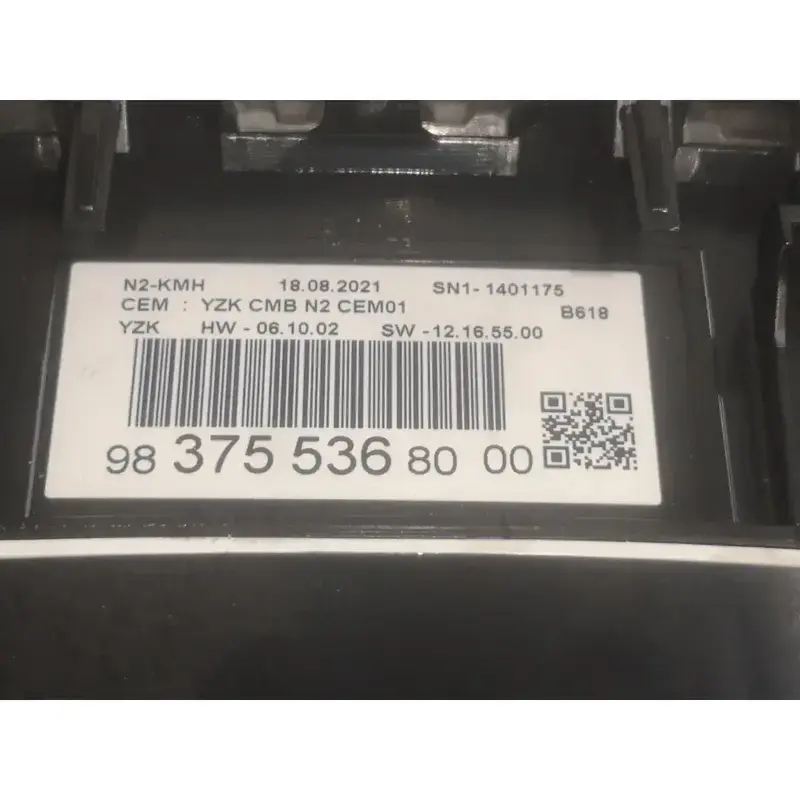 N2-KMH 18.08.2021 SN1-1401175
CEM : YZK CMB N2 CEM01 B618
YZK HW-06.10.02 SW-12.16.55.00
98 375 536 80 00